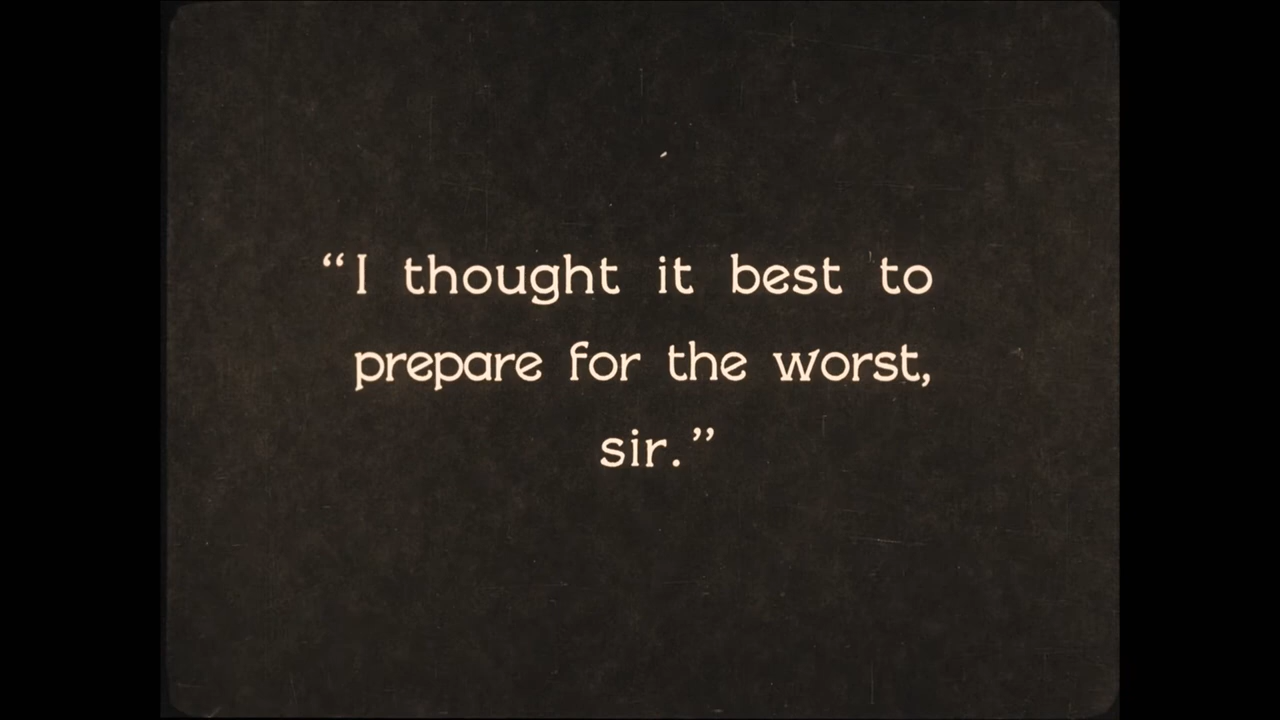 “I thought it best to
prepare for the worst,
sir.”